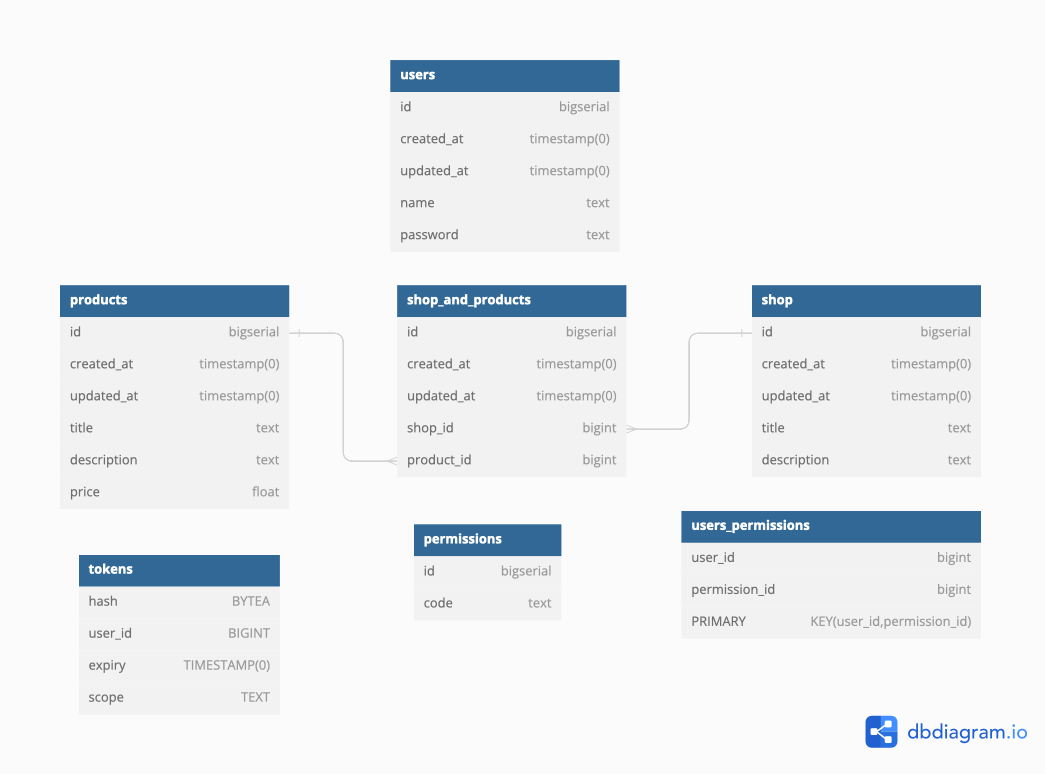 users
id bigserial
created_at timestamp(0)
updated_at timestamp(0)
name text
password text
products
id bigserial
created_at timestamp(0)
updated_at timestamp(0)
title text
description text
price float
shop_and_products
id bigserial
created_at timestamp(0)
updated_at timestamp(0)
shop_id bigint
product_id bigint
shop
id bigserial
created_at timestamp(0)
updated_at timestamp(0)
title text
description text
tokens
hash BYTEA
user_id BIGINT
expiry TIMESTAMP(0)
scope TEXT
permissions
id bigserial
code text
users_permissions
user_id bigint
permission_id bigint
PRIMARY KEY(user_id,permission_id)
dbdiagram.io